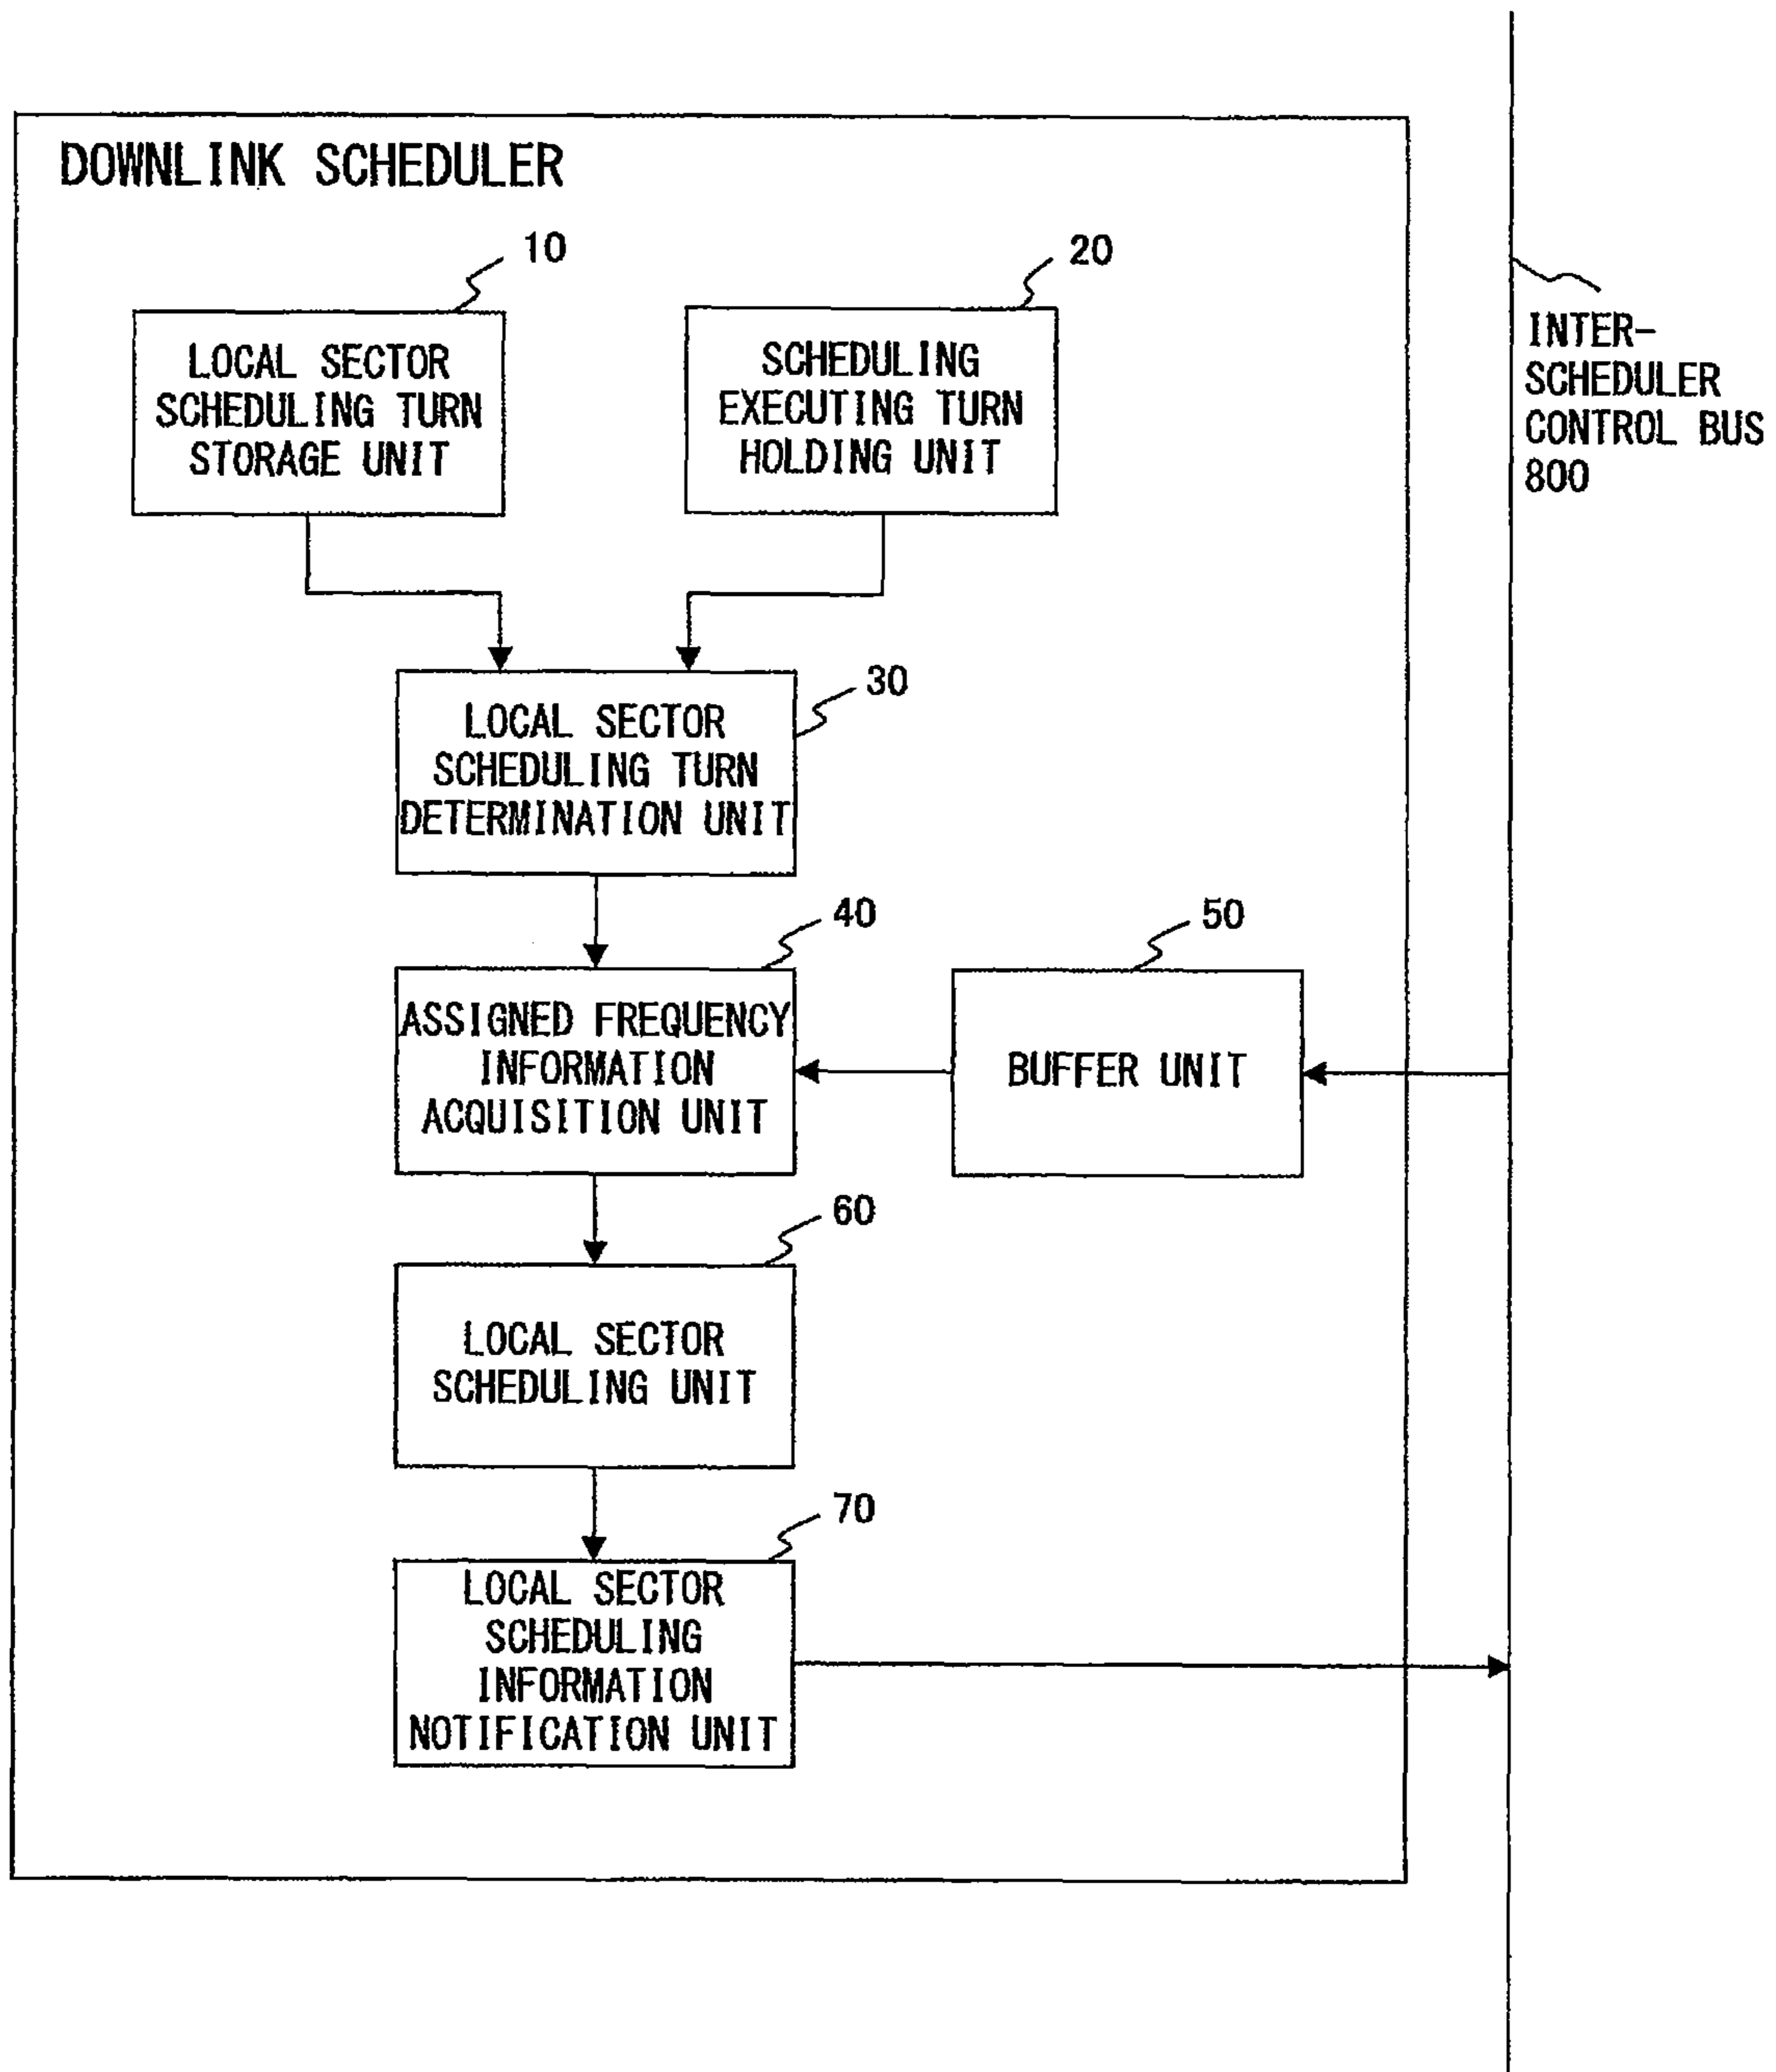 DOWNLINK SCHEDULER
10
20
LOCAL SECTOR
SCHEDULING TURN
STORAGE UNIT
SCHEDULING
EXECUTING TURN
HOLDING UNIT
INTER-
SCHEDULER
CONTROL BUS
800
30
LOCAL SECTOR
SCHEDULING TURN
DETERMINATION UNIT
40
50
ASSIGNED FREQUENCY
INFORMATION
ACQUISITION UNIT
BUFFER UNIT
60
LOCAL SECTOR
SCHEDULING UNIT
70
LOCAL SECTOR
SCHEDULING
INFORMATION
NOTIFICATION UNIT